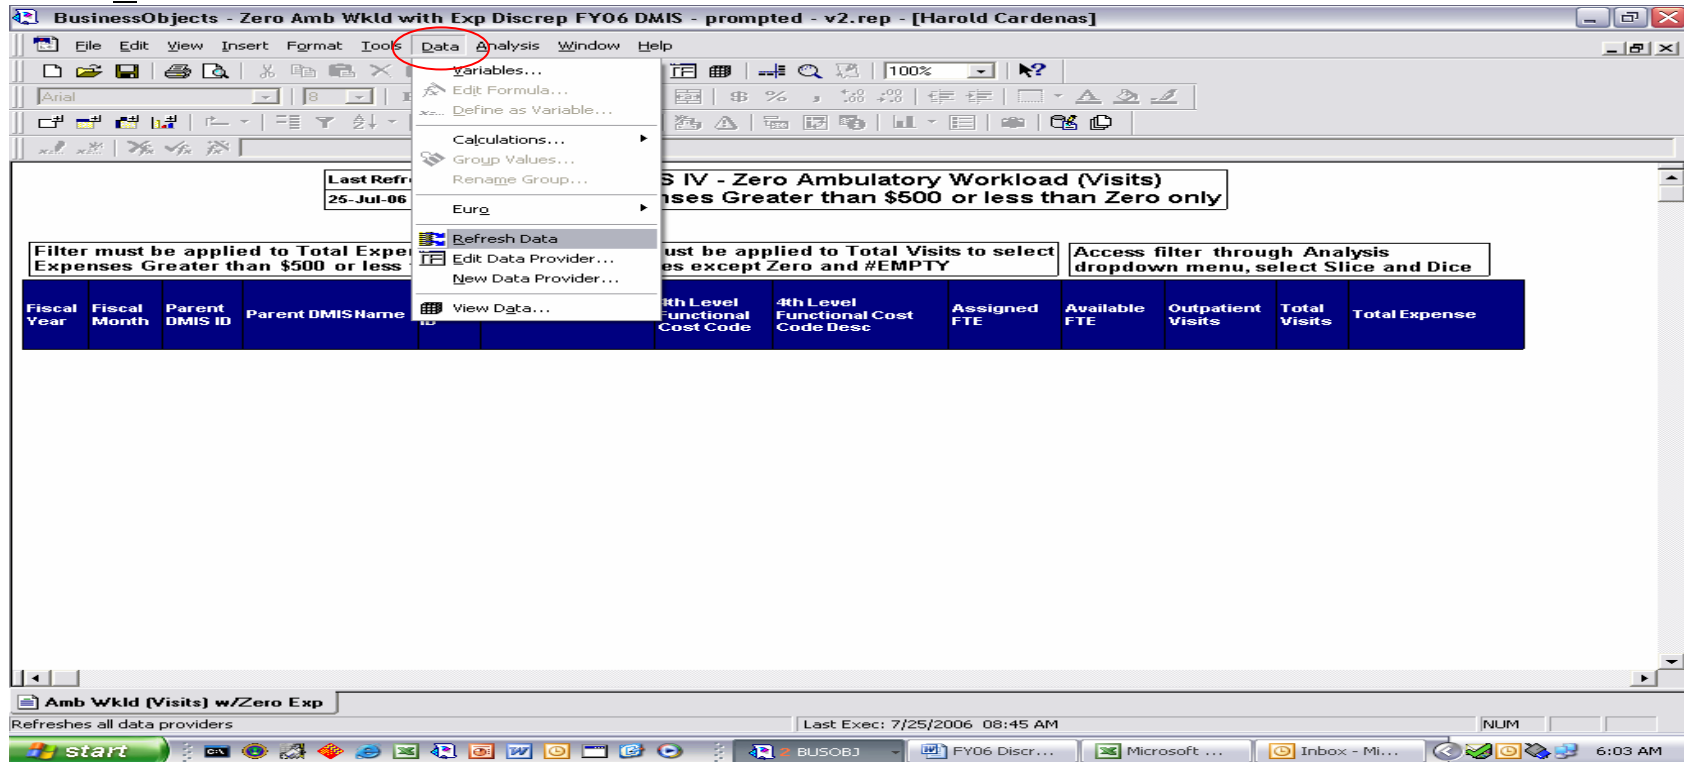 BusinessObjects - Zero Amb Wkld with Exp Discrep FY06 DMIS - prompted - v2.rep - [Harold Cardenas]
File Edit View Insert Format Tools Data Analysis Window Help
100%
Arial 8
Variables...
Edit Formula...
Define as Variable...
Calculations...
Group Values...
Rename Group...
Euro
Refresh Data
Edit Data Provider...
New Data Provider...
View Data...
Last Refr
25-Jul-06
S IV - Zero Ambulatory Workload (Visits)
nses Greater than $500 or less than Zero only
Filter must be applied to Total Expe
Expenses Greater than $500 or less
ust be applied to Total Visits to select
es except Zero and #EMPTY
Access filter through Analysis
dropdown menu, select Slice and Dice
Fiscal Year
Fiscal Month
Parent DMIS ID
Parent DMIS Name
ID
4th Level Functional Cost Code
4th Level Functional Cost Code Desc
Assigned FTE
Available FTE
Outpatient Visits
Total Visits
Total Expense
Amb Wkld (Visits) w/Zero Exp
Refreshes all data providers
Last Exec: 7/25/2006 08:45 AM
NUM
start
2 BUSOBJ
FY06 Discr...
Microsoft ...
Inbox - Mi...
6:03 AM